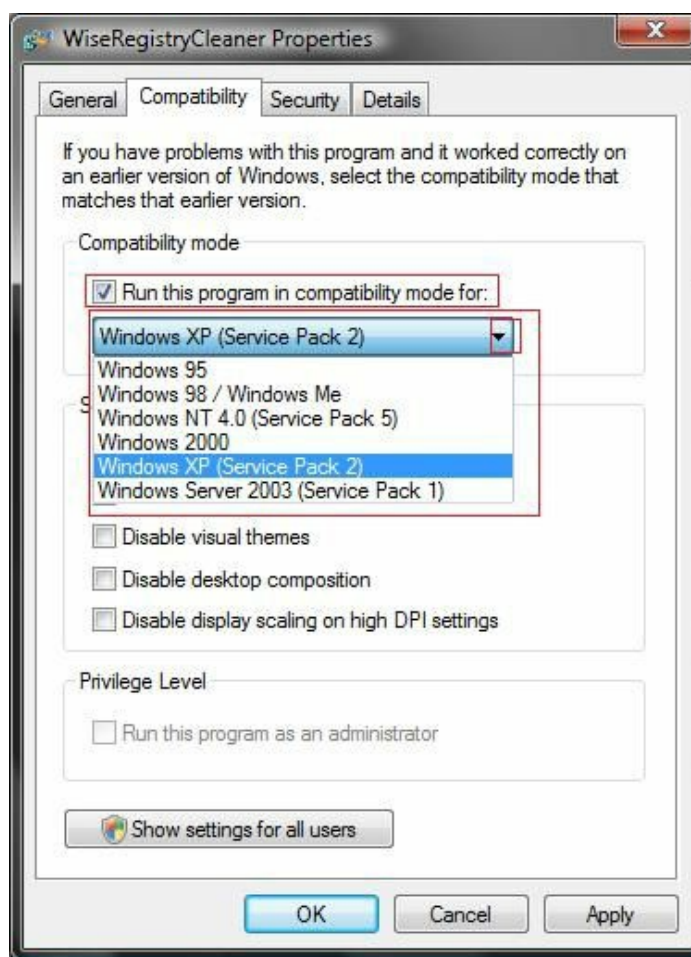 WiseRegistryCleaner Properties
General Compatibility Security Details
If you have problems with this program and it worked correctly on
an earlier version of Windows, select the compatibility mode that
matches that earlier version.
Compatibility mode
Run this program in compatibility mode for:
Windows XP (Service Pack 2)
Windows 95
Windows 98 / Windows Me
Windows NT 4.0 (Service Pack 5)
Windows 2000
Windows XP (Service Pack 2)
Windows Server 2003 (Service Pack 1)
Disable visual themes
Disable desktop composition
Disable display scaling on high DPI settings
Privilege Level
Run this program as an administrator
Show settings for all users
OK Cancel Apply